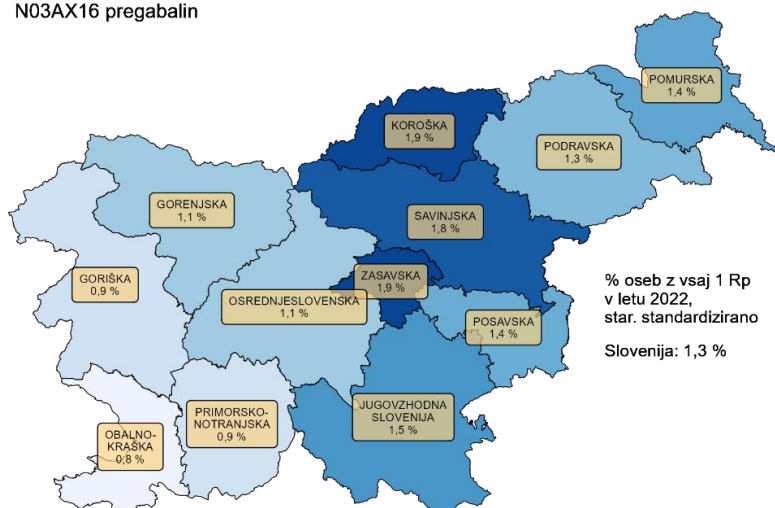 N03AX16 pregabalin
POMURSKA
1,4 %
KOROŠKA
1,9 %
PODRAVSKA
1,3 %
GORENJSKA
1,1 %
SAVINJSKA
1,8 %
GORIŠKA
0,9 %
ZASAVSKA
1,9 %
OSREDNJESLOVENSKA
1,1 %
POSAVSKA
1,4 %
% oseb z vsaj 1 Rp
v letu 2022,
star. standardizirano
Slovenija: 1,3 %
OBALNO-
KRAŠKA
0,8 %
PRIMORSKO-
NOTRANJSKA
0,9 %
JUGOVZHODNA
SLOVENIJA
1,5 %